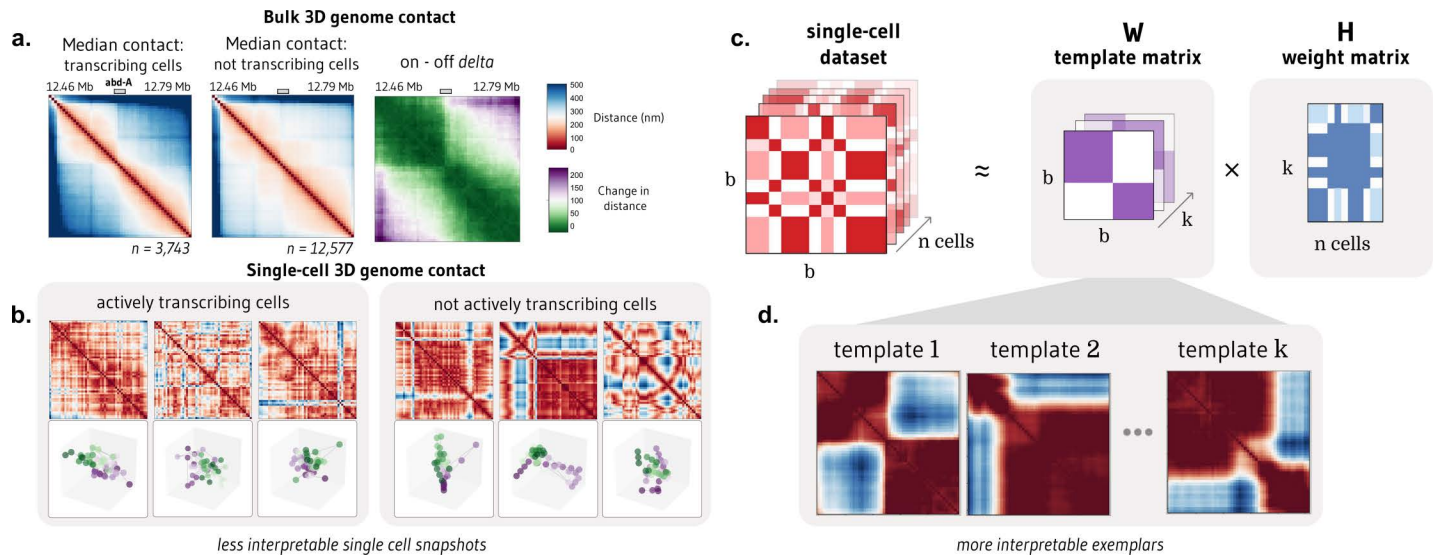 a.
Bulk 3D genome contact
Median contact:
transcribing cells
12.46 Mb
abd-A
12.79 Mb
n = 3,743
Median contact:
not transcribing cells
12.46 Mb
12.79 Mb
n = 12,577
on - off delta
12.46 Mb
12.79 Mb
500
400
300
200
100
0
Distance (nm)
200
150
100
50
0
Change in
distance
Single-cell 3D genome contact
b.
actively transcribing cells
not actively transcribing cells
less interpretable single cell snapshots
c.
single-cell
dataset
b
b
n cells
≈
W
template matrix
b
b
k
×
H
weight matrix
k
n cells
d.
template 1
template 2
template k
more interpretable exemplars